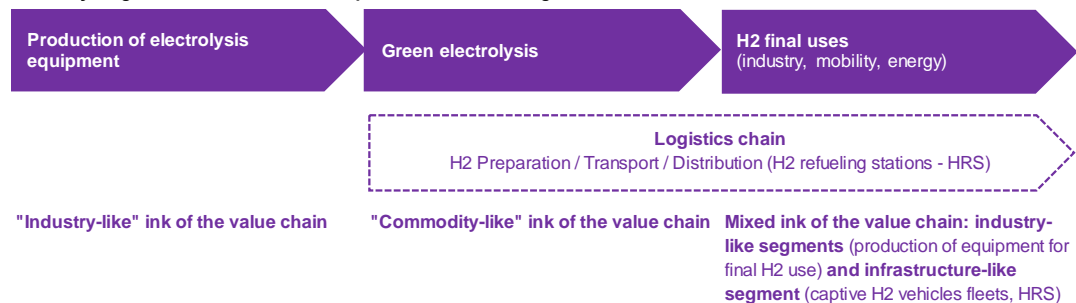 Production of electrolysis
equipment
Green electrolysis
H2 final uses
(industry, mobility, energy)
Logistics chain
H2 Preparation / Transport / Distribution (H2 refueling stations - HRS)
"Industry-like" ink of the value chain
"Commodity-like" ink of the value chain
Mixed ink of the value chain: industry-
like segments (production of equipment for
final H2 use) and infrastructure-like
segment (captive H2 vehicles fleets, HRS)